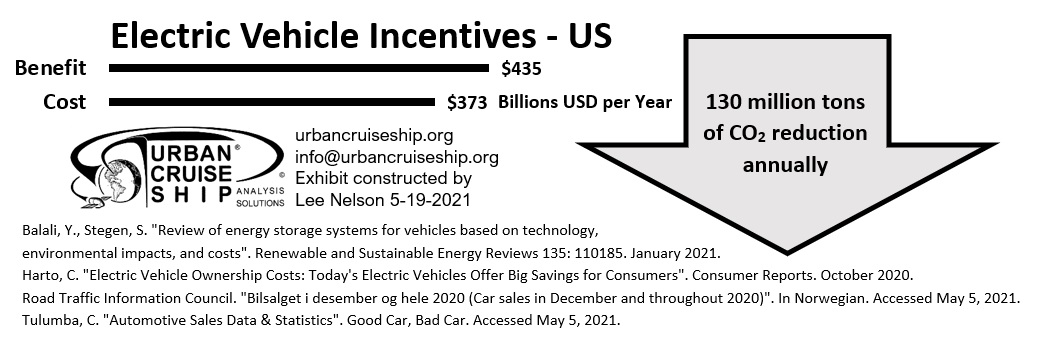 Electric Vehicle Incentives - US
Benefit $435
Cost $373 Billions USD per Year
130 million tons
of CO₂ reduction
annually
URBAN®
CRUISE
SHIP ©
ANALYSIS
SOLUTIONS
urbancruiseship.org
info@urbancruiseship.org
Exhibit constructed by
Lee Nelson 5-19-2021
Balali, Y., Stegen, S. "Review of energy storage systems for vehicles based on technology,
environmental impacts, and costs". Renewable and Sustainable Energy Reviews 135: 110185. January 2021.
Harto, C. "Electric Vehicle Ownership Costs: Today's Electric Vehicles Offer Big Savings for Consumers". Consumer Reports. October 2020.
Road Traffic Information Council. "Bilsalget i desember og hele 2020 (Car sales in December and throughout 2020)". In Norwegian. Accessed May 5, 2021.
Tulumba, C. "Automotive Sales Data & Statistics". Good Car, Bad Car. Accessed May 5, 2021.